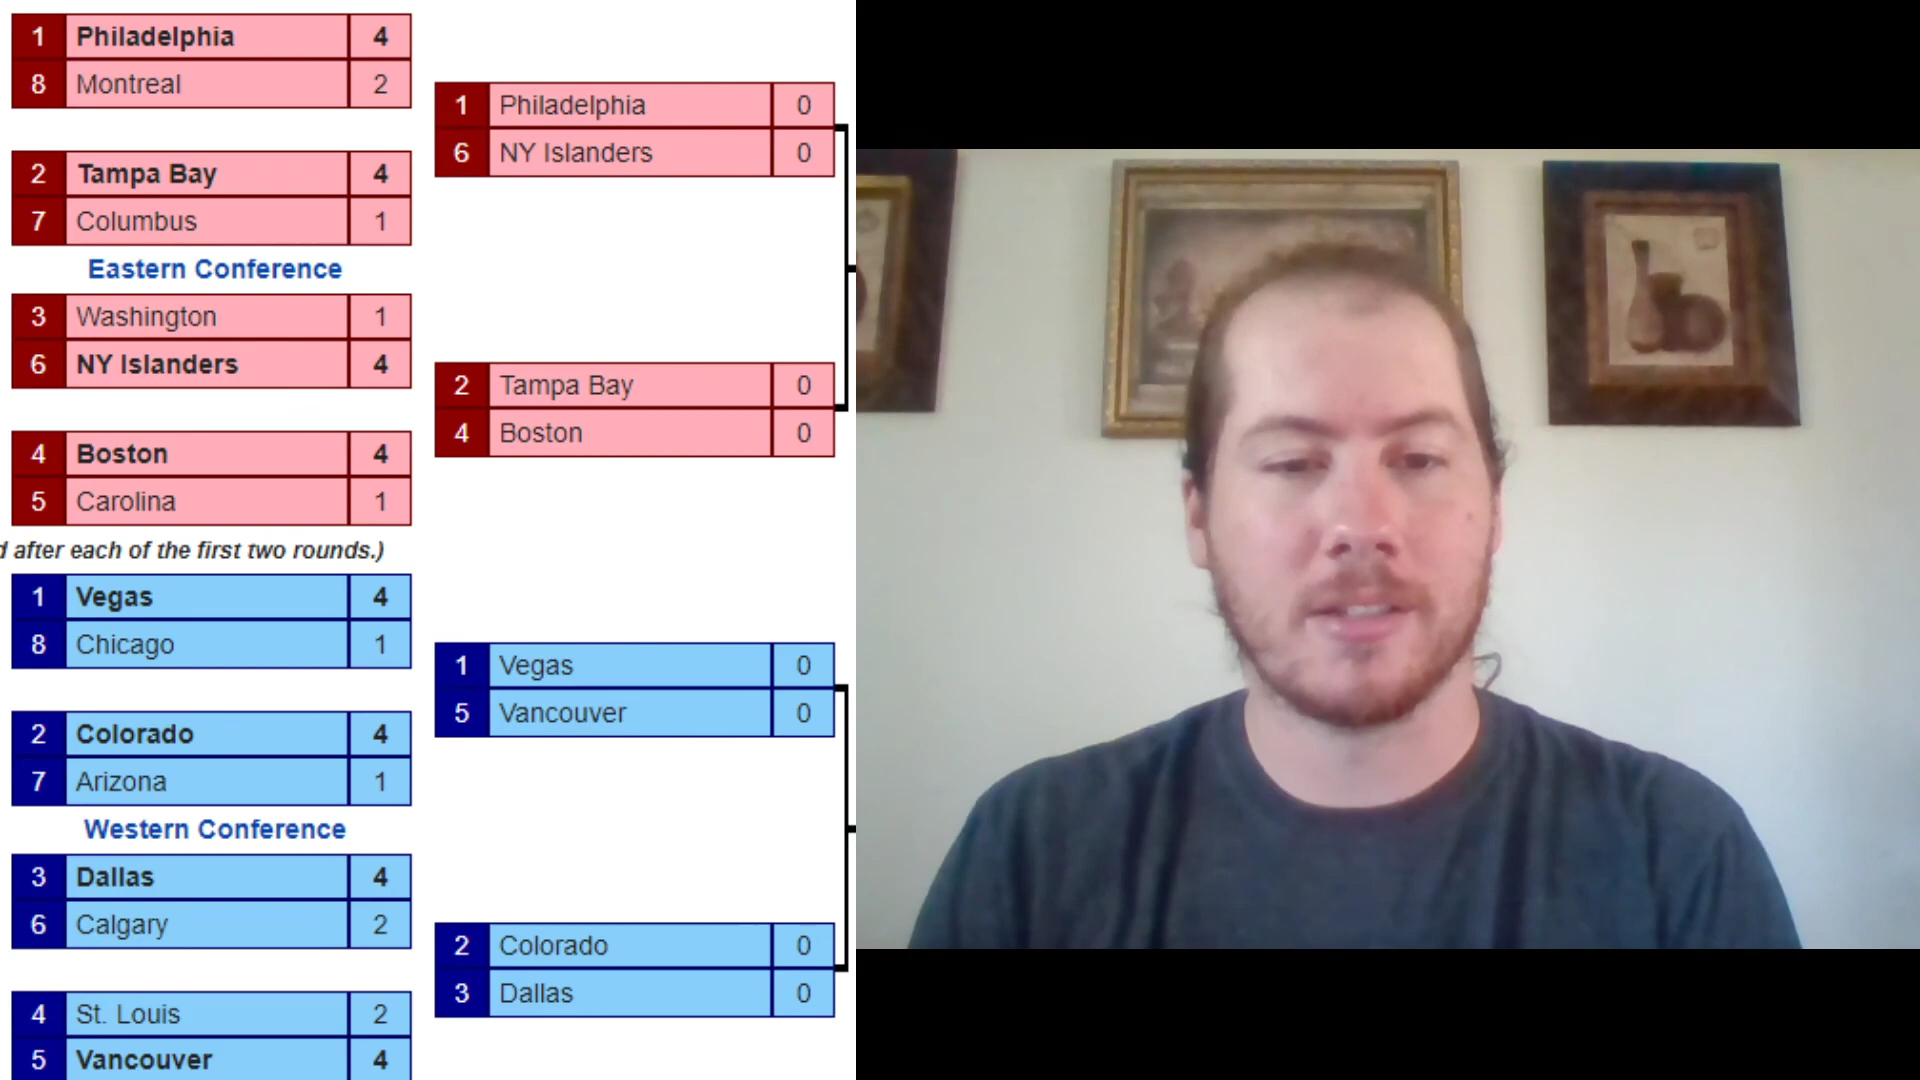 1 Philadelphia 4
8 Montreal 2
2 Tampa Bay 4
7 Columbus 1
Eastern Conference
3 Washington 1
6 NY Islanders 4
4 Boston 4
5 Carolina 1
after each of the first two rounds.)
1 Vegas 4
8 Chicago 1
2 Colorado 4
7 Arizona 1
Western Conference
3 Dallas 4
6 Calgary 2
4 St. Louis 2
5 Vancouver 4
1 Philadelphia 0
6 NY Islanders 0
2 Tampa Bay 0
4 Boston 0
1 Vegas 0
5 Vancouver 0
2 Colorado 0
3 Dallas 0